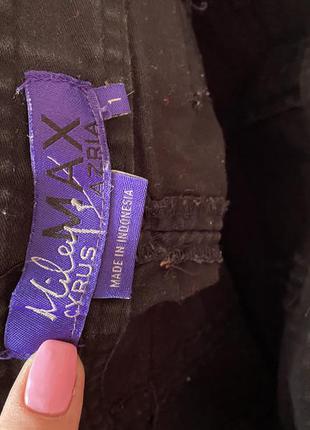 Miley
CYRUS
MAX
AZRIA
1
MADE IN INDONESIA